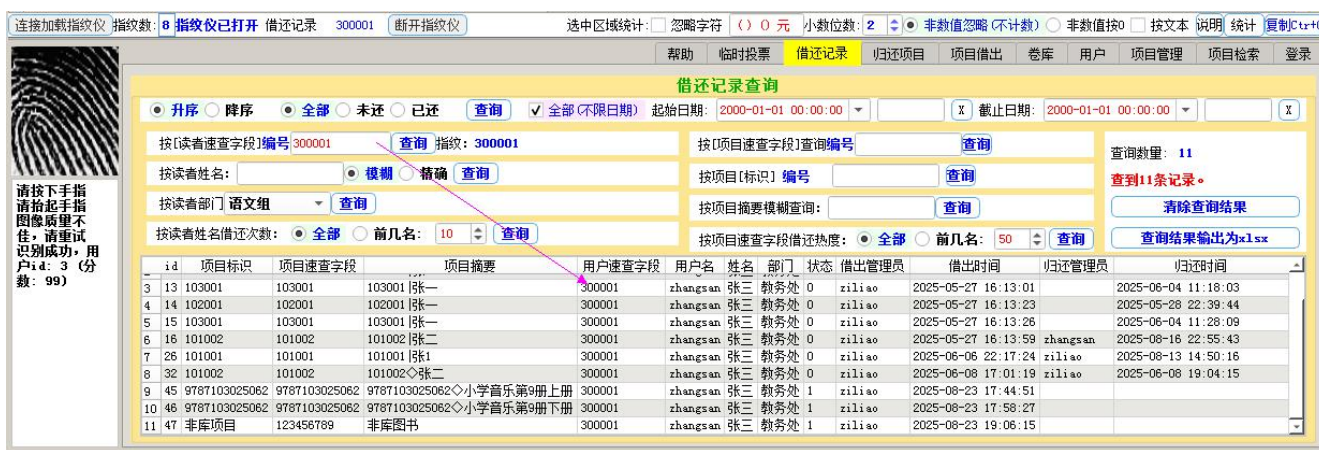 连接加载指纹仪 指纹数: 8 指纹仪已打开 借还记录 300001 断开指纹仪 选中区域统计: 忽略字符 ()() 元 小数位数: 2 非数值忽略(不计数) 非数值按0 按文本 说明 统计 复制Ctr+
帮助 临时投票 借还记录 归还项目 项目借出 卷库 用户 项目管理 项目检索 登录
借还记录查询
升序 降序 全部 未还 已还 查询 全部(不限日期) 起始日期: 2000-01-01 00:00:00 X 截止日期: 2000-01-01 00:00:00 X
按[读者速查字段]编号 300001 查询 指纹: 300001 按[项目速查字段]查询编号 查询
查询数量: 11
按读者姓名: 模糊 精确 查询 按项目[标识] 编号 查询
查到11条记录。
按读者部门 语文组 查询 按项目摘要模糊查询: 查询 清除查询结果
按读者姓名借还次数: 全部 前几名: 10 查询 按项目速查字段借还热度: 全部 前几名: 50 查询 查询结果输出为xlsx
请按下手指
请抬起手指
图像质量不
佳，请重试
识别成功，用
户id: 3 (分
数: 99)
id 项目标识 项目速查字段 项目摘要 用户速查字段 用户名 姓名 部门 状态 借出管理员 借出时间 归还管理员 归还时间
3 13 103001 103001 103001|张一 300001 zhangsan 张三 教务处 0 ziliao 2025-05-27 16:13:01 2025-06-04 11:18:03
4 14 102001 102001 102001|张一 300001 zhangsan 张三 教务处 0 ziliao 2025-05-27 16:13:23 2025-05-28 22:39:44
5 15 103001 103001 103001|张一 300001 zhangsan 张三 教务处 0 ziliao 2025-05-27 16:13:26 2025-06-04 11:28:09
6 16 101002 101002 101002|张二 300001 zhangsan 张三 教务处 0 ziliao 2025-05-27 16:13:59 zhangsan 2025-08-16 22:55:43
7 26 101001 101001 101001|张1 300001 zhangsan 张三 教务处 0 ziliao 2025-06-06 22:17:24 ziliao 2025-08-13 14:50:16
8 32 101002 101002 101002◇张二 300001 zhangsan 张三 教务处 0 ziliao 2025-06-08 17:01:19 ziliao 2025-06-08 19:04:15
9 45 9787103025062 9787103025062 9787103025062◇小学音乐第9册上册 300001 zhangsan 张三 教务处 1 ziliao 2025-08-23 17:44:51
10 46 9787103025062 9787103025062 9787103025062◇小学音乐第9册下册 300001 zhangsan 张三 教务处 1 ziliao 2025-08-23 17:58:27
11 47 非库项目 123456789 非库图书 300001 zhangsan 张三 教务处 1 ziliao 2025-08-23 19:06:15